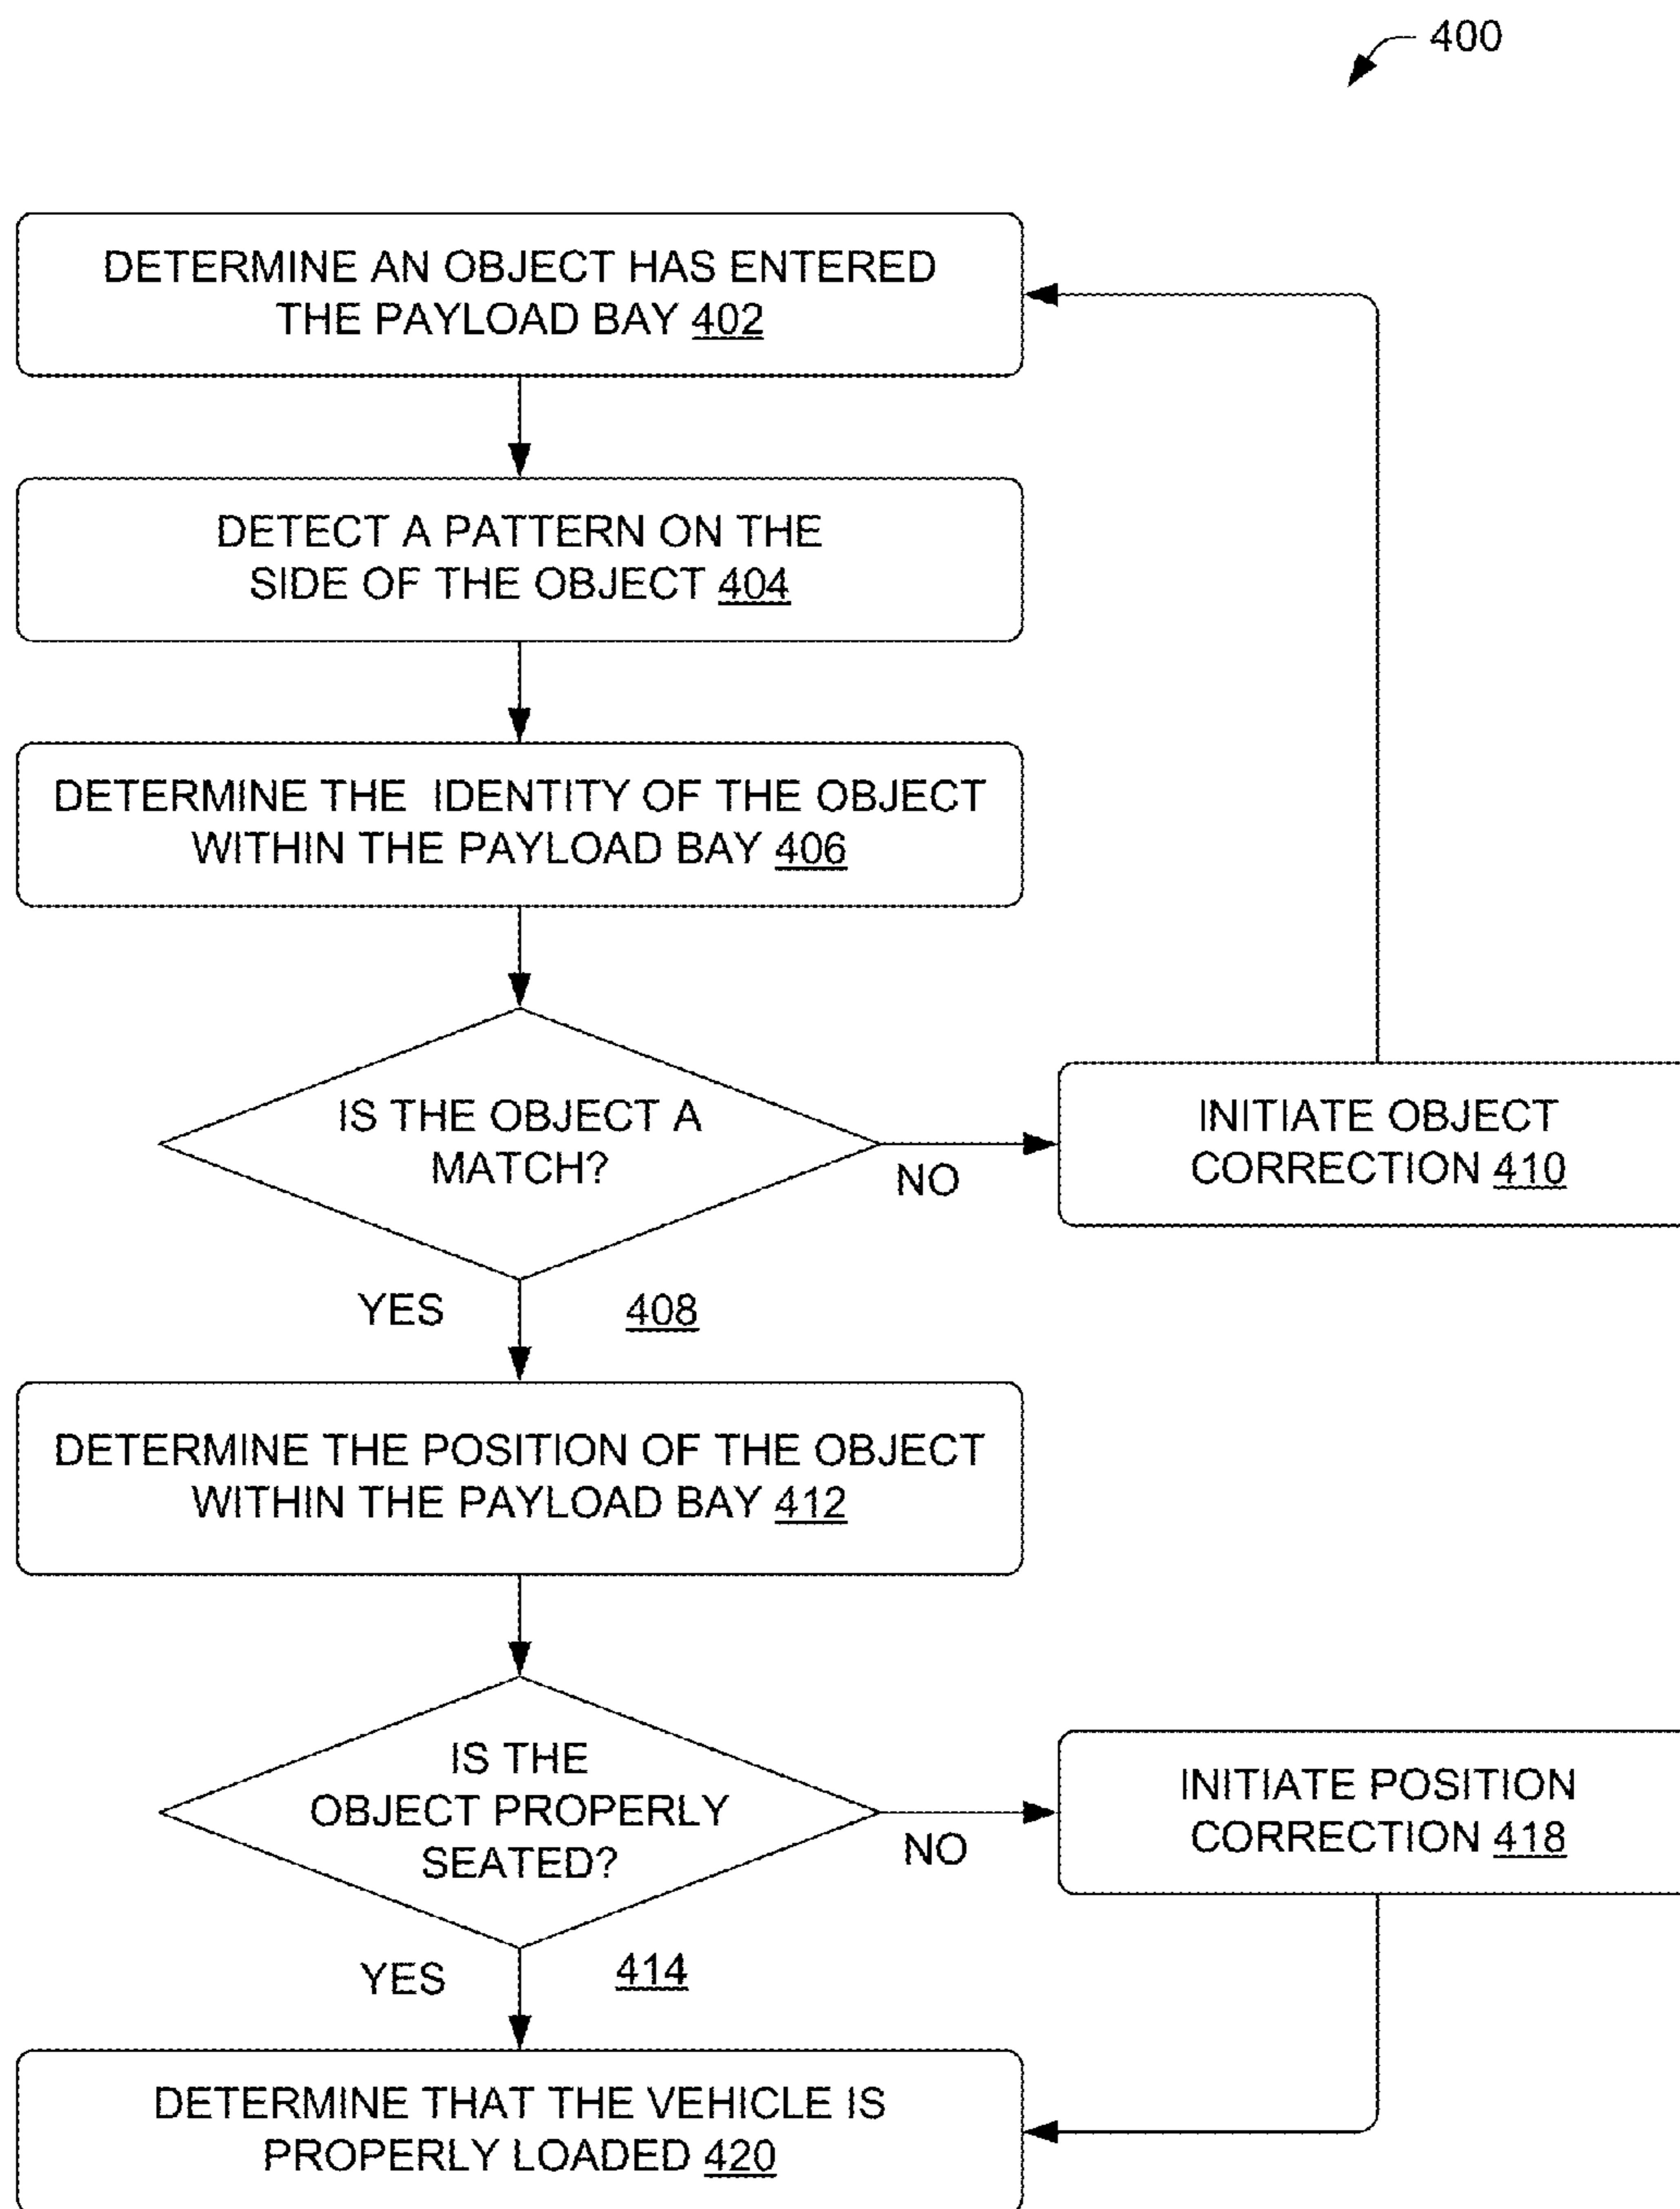 400
DETERMINE AN OBJECT HAS ENTERED
THE PAYLOAD BAY 402
DETECT A PATTERN ON THE
SIDE OF THE OBJECT 404
DETERMINE THE IDENTITY OF THE OBJECT
WITHIN THE PAYLOAD BAY 406
IS THE OBJECT A
MATCH?
NO
INITIATE OBJECT
CORRECTION 410
YES
408
DETERMINE THE POSITION OF THE OBJECT
WITHIN THE PAYLOAD BAY 412
IS THE
OBJECT PROPERLY
SEATED?
NO
INITIATE POSITION
CORRECTION 418
YES
414
DETERMINE THAT THE VEHICLE IS
PROPERLY LOADED 420